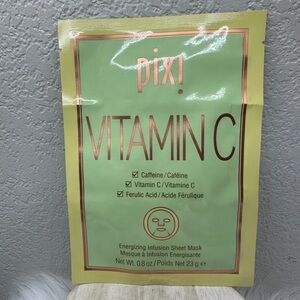 pixi
VITAMIN C
☑ Caffeine / Caféine
☑ Vitamin C / Vitamine C
☑ Ferulic Acid / Acide Férulique
Energizing Infusion Sheet Mask
Masque à Infusion Energisante
Net Wt. 0.8 oz / Poids Net 23 g e